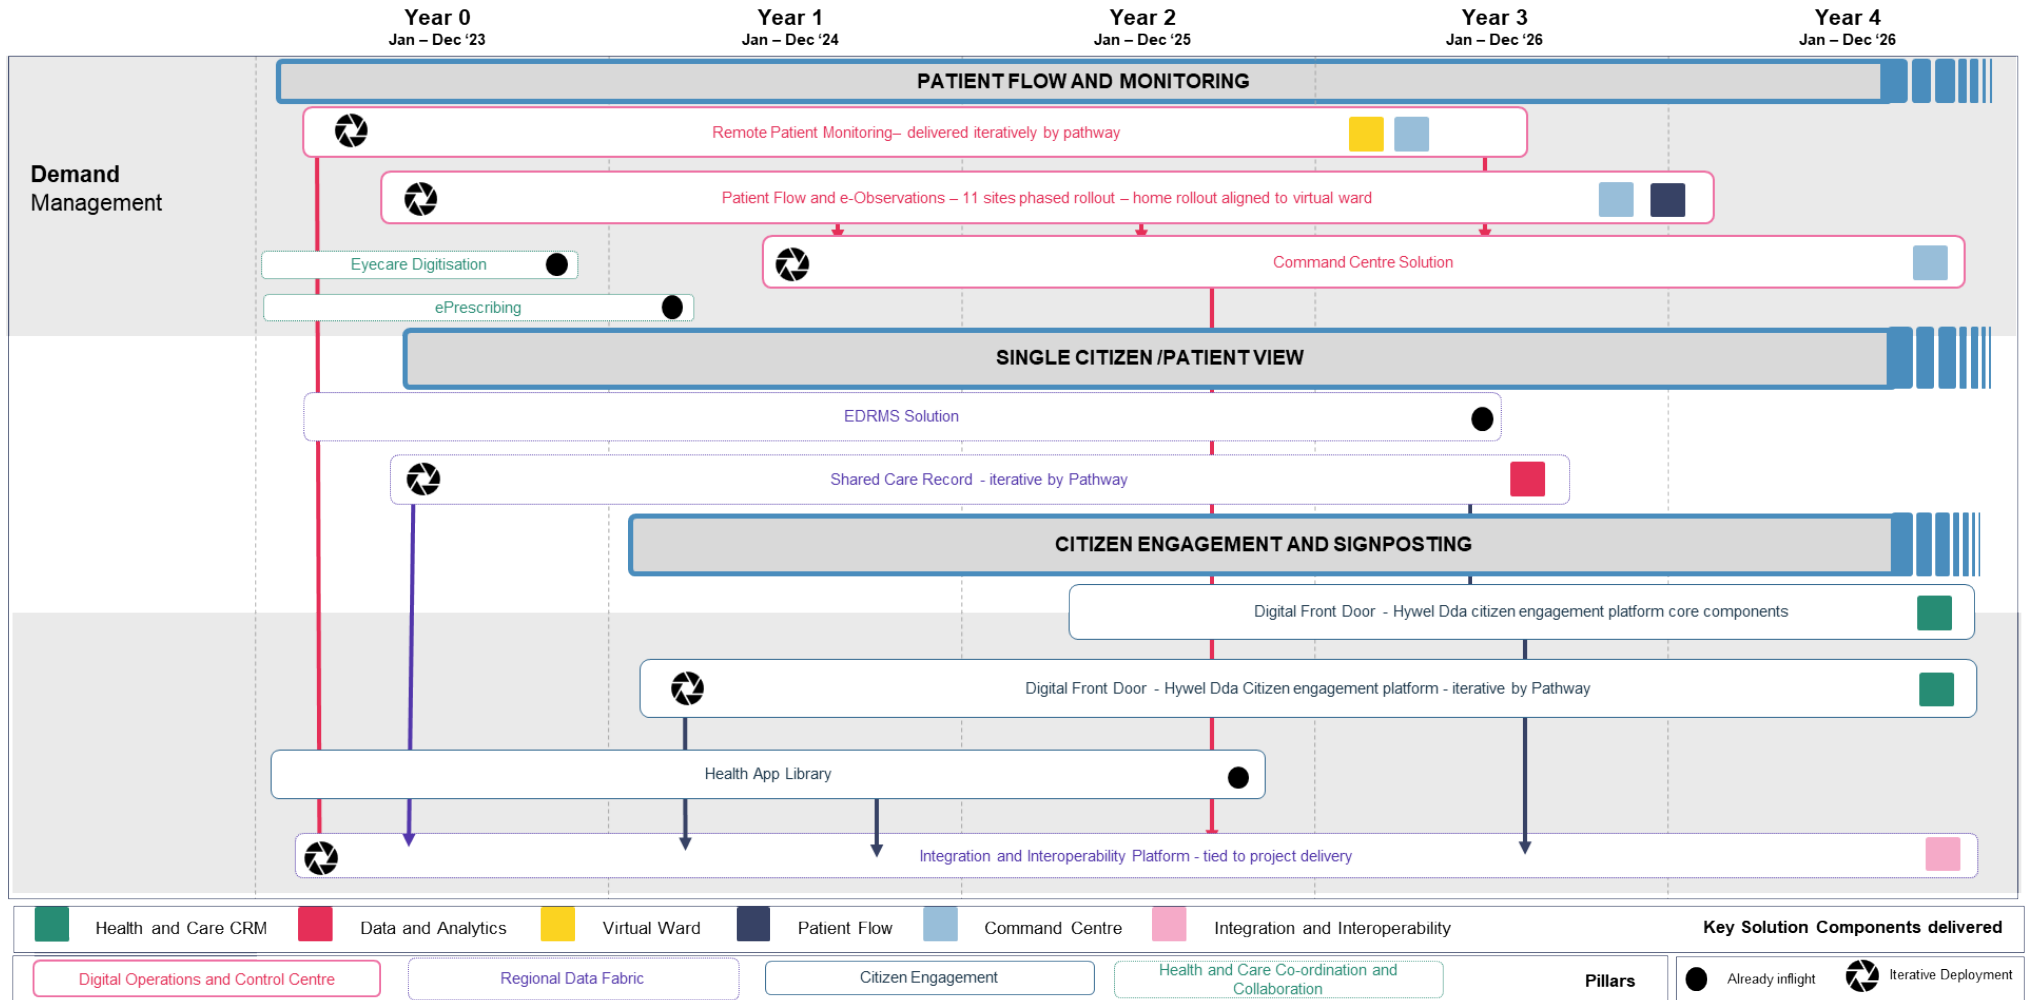 Year 0
Jan – Dec ‘23
Year 1
Jan – Dec ‘24
Year 2
Jan – Dec ‘25
Year 3
Jan – Dec ‘26
Year 4
Jan – Dec ‘26
PATIENT FLOW AND MONITORING
Remote Patient Monitoring– delivered iteratively by pathway
Demand
Management
Patient Flow and e-Observations – 11 sites phased rollout – home rollout aligned to virtual ward
Eyecare Digitisation
Command Centre Solution
ePrescribing
SINGLE CITIZEN /PATIENT VIEW
EDRMS Solution
Shared Care Record - iterative by Pathway
CITIZEN ENGAGEMENT AND SIGNPOSTING
Digital Front Door - Hywel Dda citizen engagement platform core components
Digital Front Door - Hywel Dda Citizen engagement platform - iterative by Pathway
Health App Library
Integration and Interoperability Platform - tied to project delivery
Health and Care CRM
Data and Analytics
Virtual Ward
Patient Flow
Command Centre
Integration and Interoperability
Key Solution Components delivered
Digital Operations and Control Centre
Regional Data Fabric
Citizen Engagement
Health and Care Co-ordination and
Collaboration
Pillars
Already inflight
Iterative Deployment